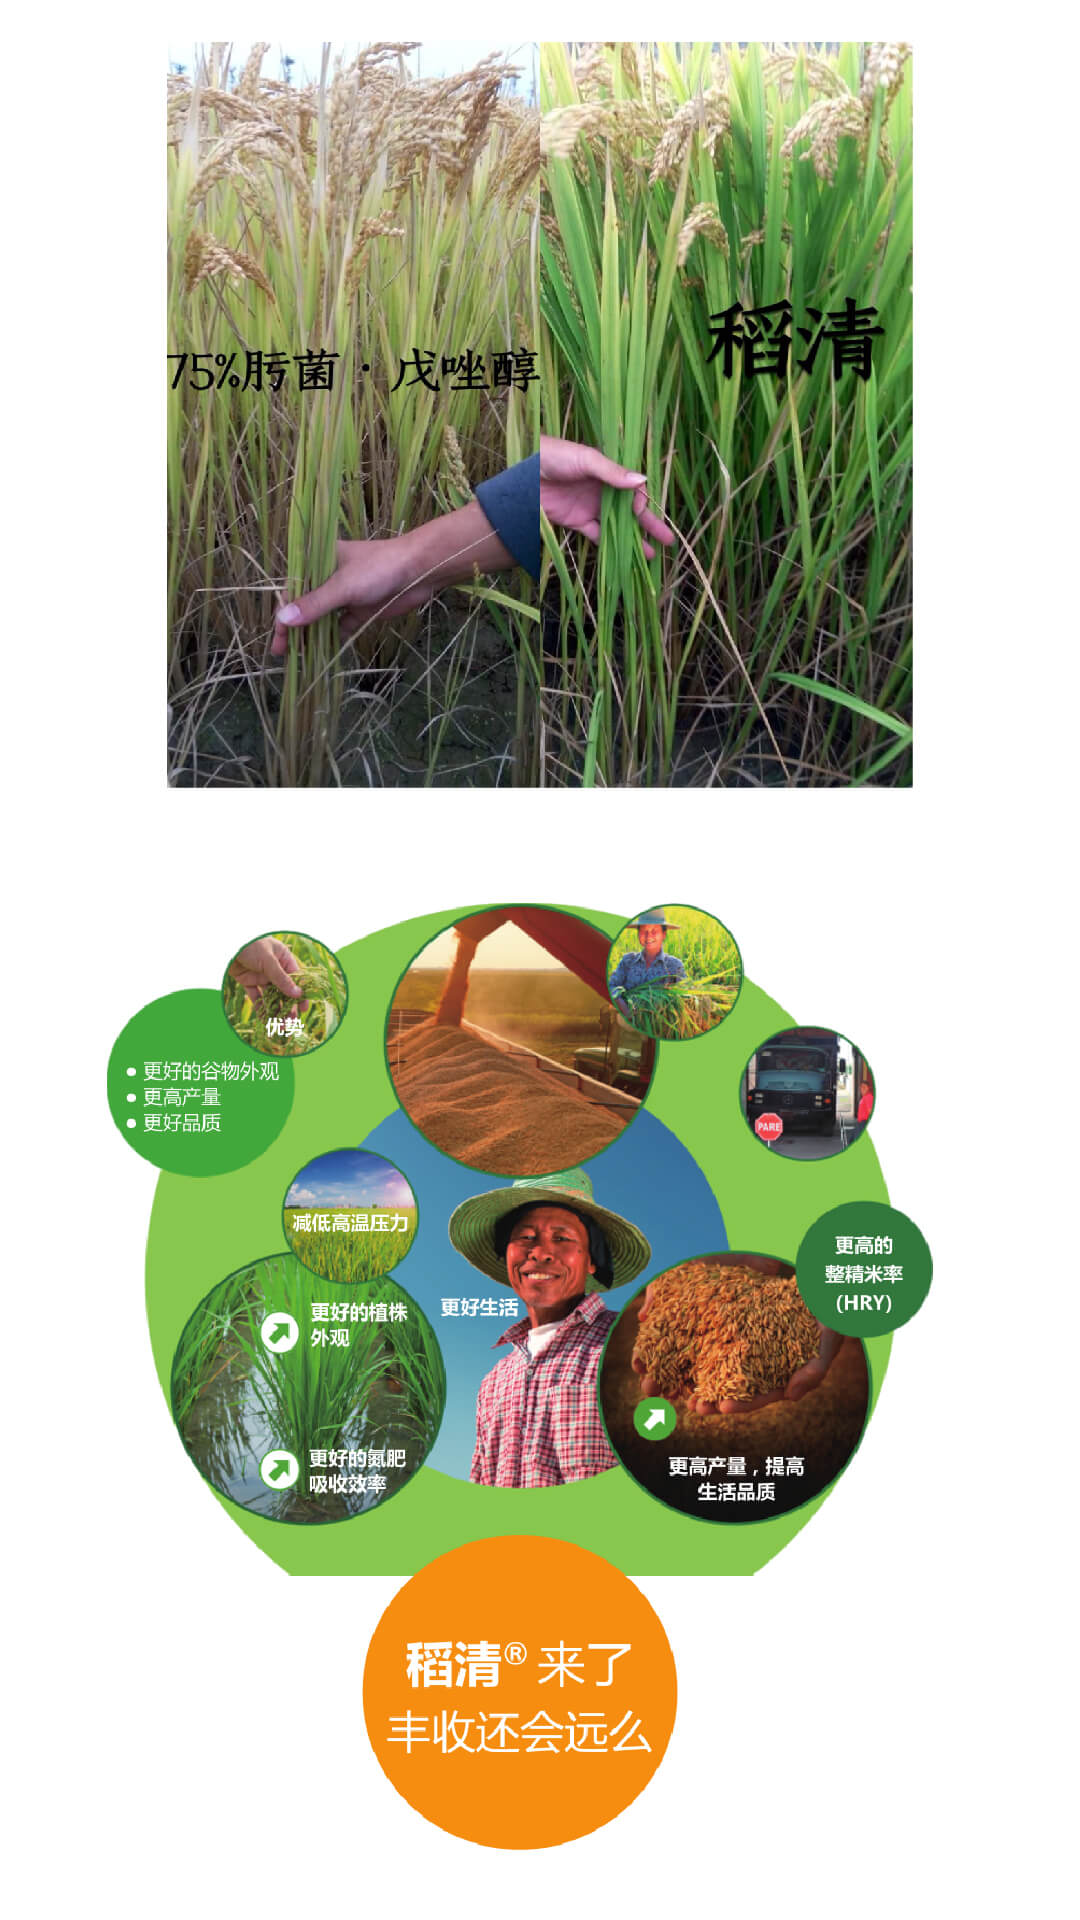 75%肟菌·戊唑醇
稻清
优势
● 更好的谷物外观
● 更高产量
● 更好品质
PARE
减低高温压力
更好的植株
外观
更好的氮肥
吸收效率
更好生活
更高的
整精米率
(HRY)
更高产量，提高
生活品质
稻清® 来了
丰收还会远么